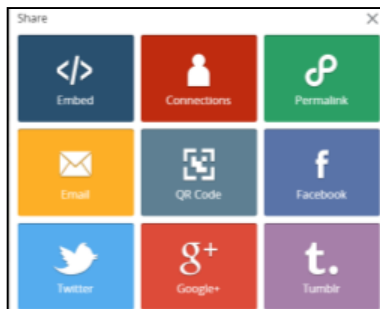 Share
</> Embed
Connections
Permalink
Email
QR Code
f Facebook
Twitter
g+ Google+
t. Tumblr